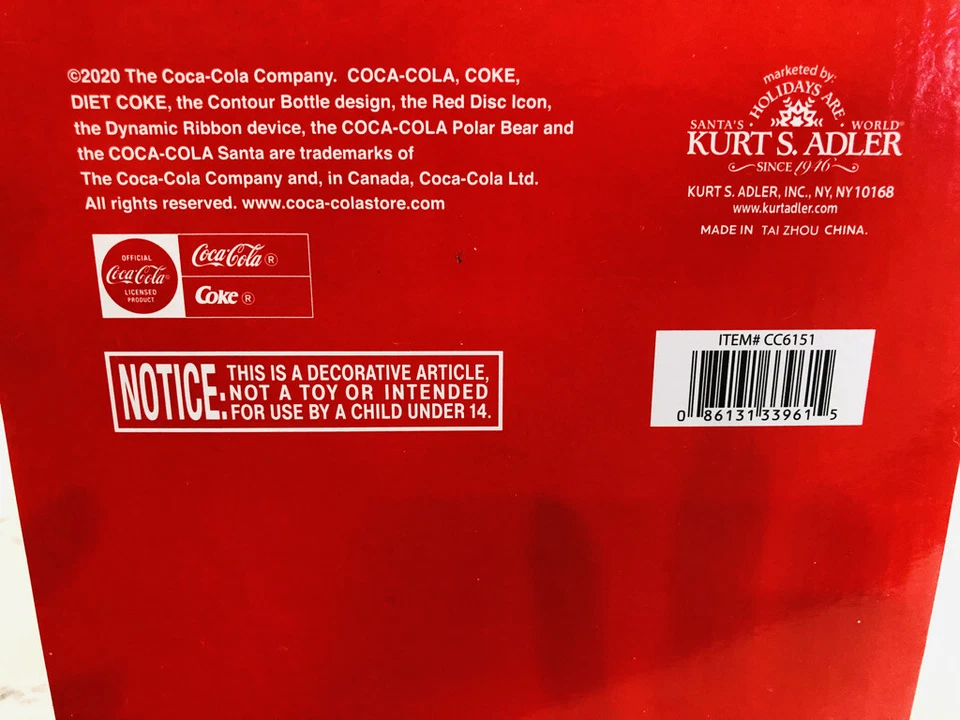 ©2020 The Coca-Cola Company. COCA-COLA, COKE,
DIET COKE, the Contour Bottle design, the Red Disc Icon,
the Dynamic Ribbon device, the COCA-COLA Polar Bear and
the COCA-COLA Santa are trademarks of
The Coca-Cola Company and, in Canada, Coca-Cola Ltd.
All rights reserved. www.coca-colastore.com
OFFICIAL
Coca-Cola®
LICENSED
PRODUCT
Coca-Cola®
Coke®
NOTICE: THIS IS A DECORATIVE ARTICLE,
NOT A TOY OR INTENDED
FOR USE BY A CHILD UNDER 14.
marketed by:
HOLIDAYS ARE
SANTA'S WORLD®
KURT S. ADLER
SINCE 1946
KURT S. ADLER, INC., NY, NY 10168
www.kurtadler.com
MADE IN TAI ZHOU CHINA.
ITEM# CC6151
0 86131 33961 5